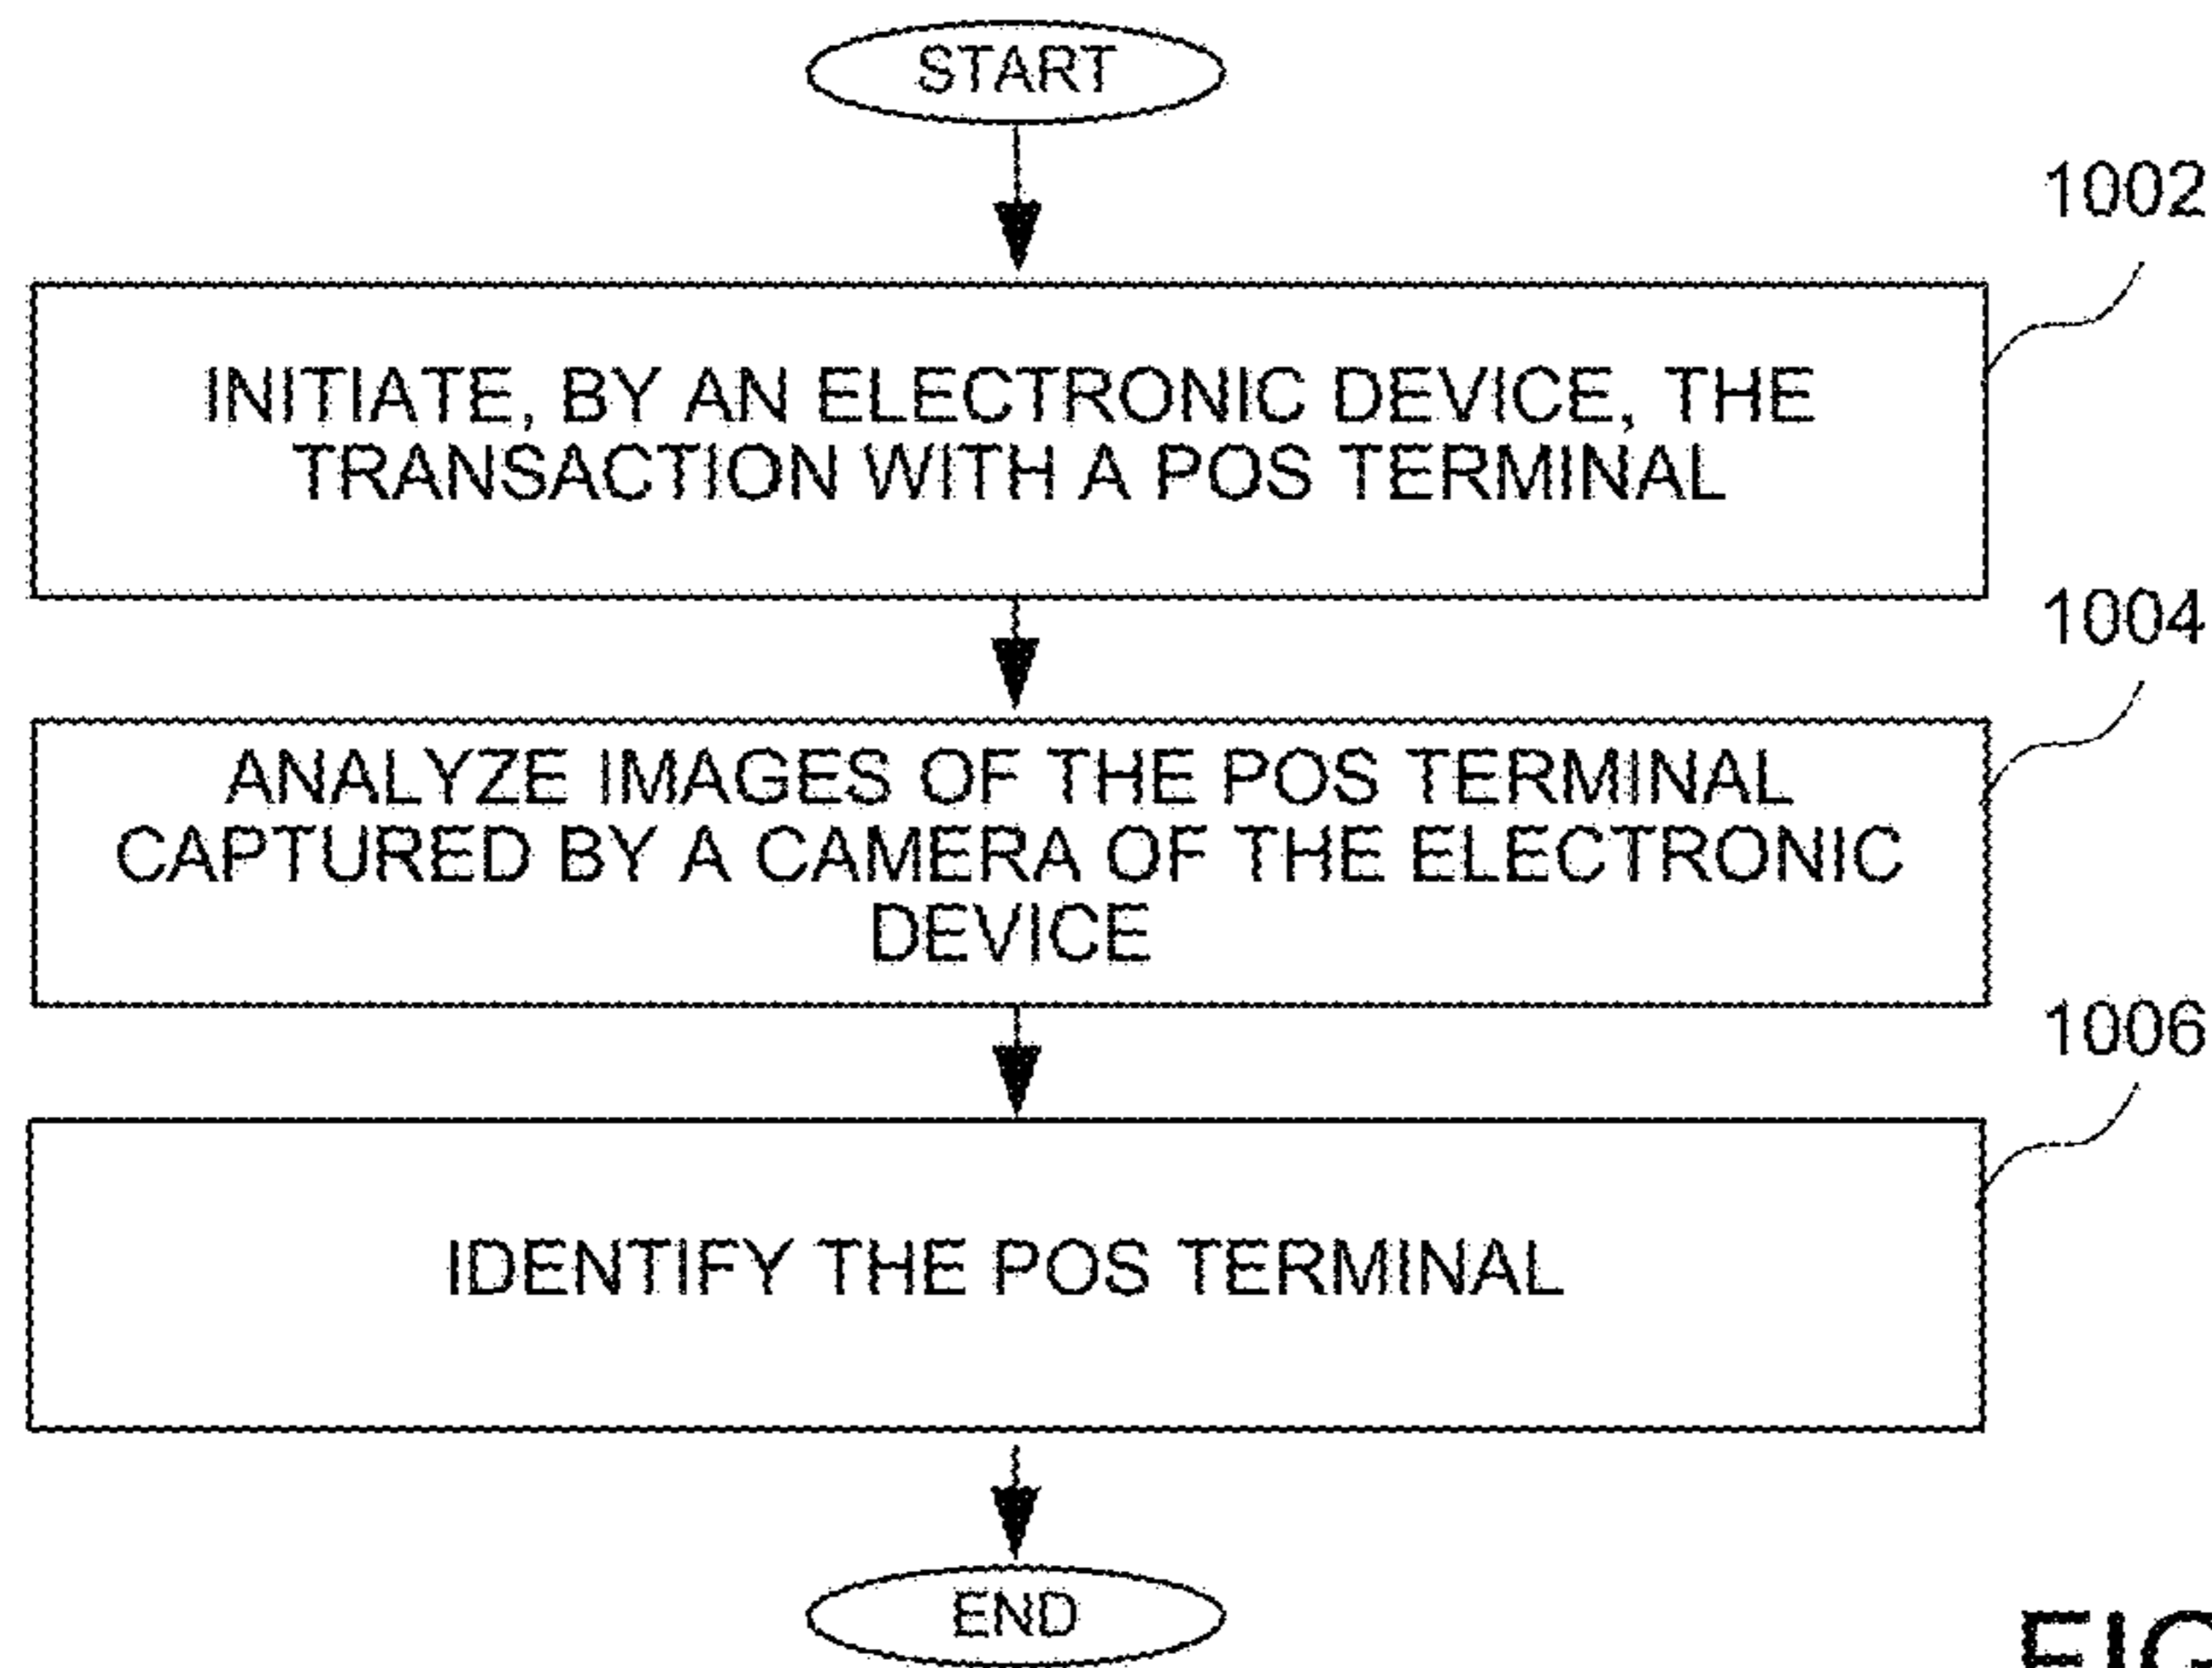 START
1002
INITIATE, BY AN ELECTRONIC DEVICE, THE
TRANSACTION WITH A POS TERMINAL
1004
ANALYZE IMAGES OF THE POS TERMINAL
CAPTURED BY A CAMERA OF THE ELECTRONIC
DEVICE
1006
IDENTIFY THE POS TERMINAL
END